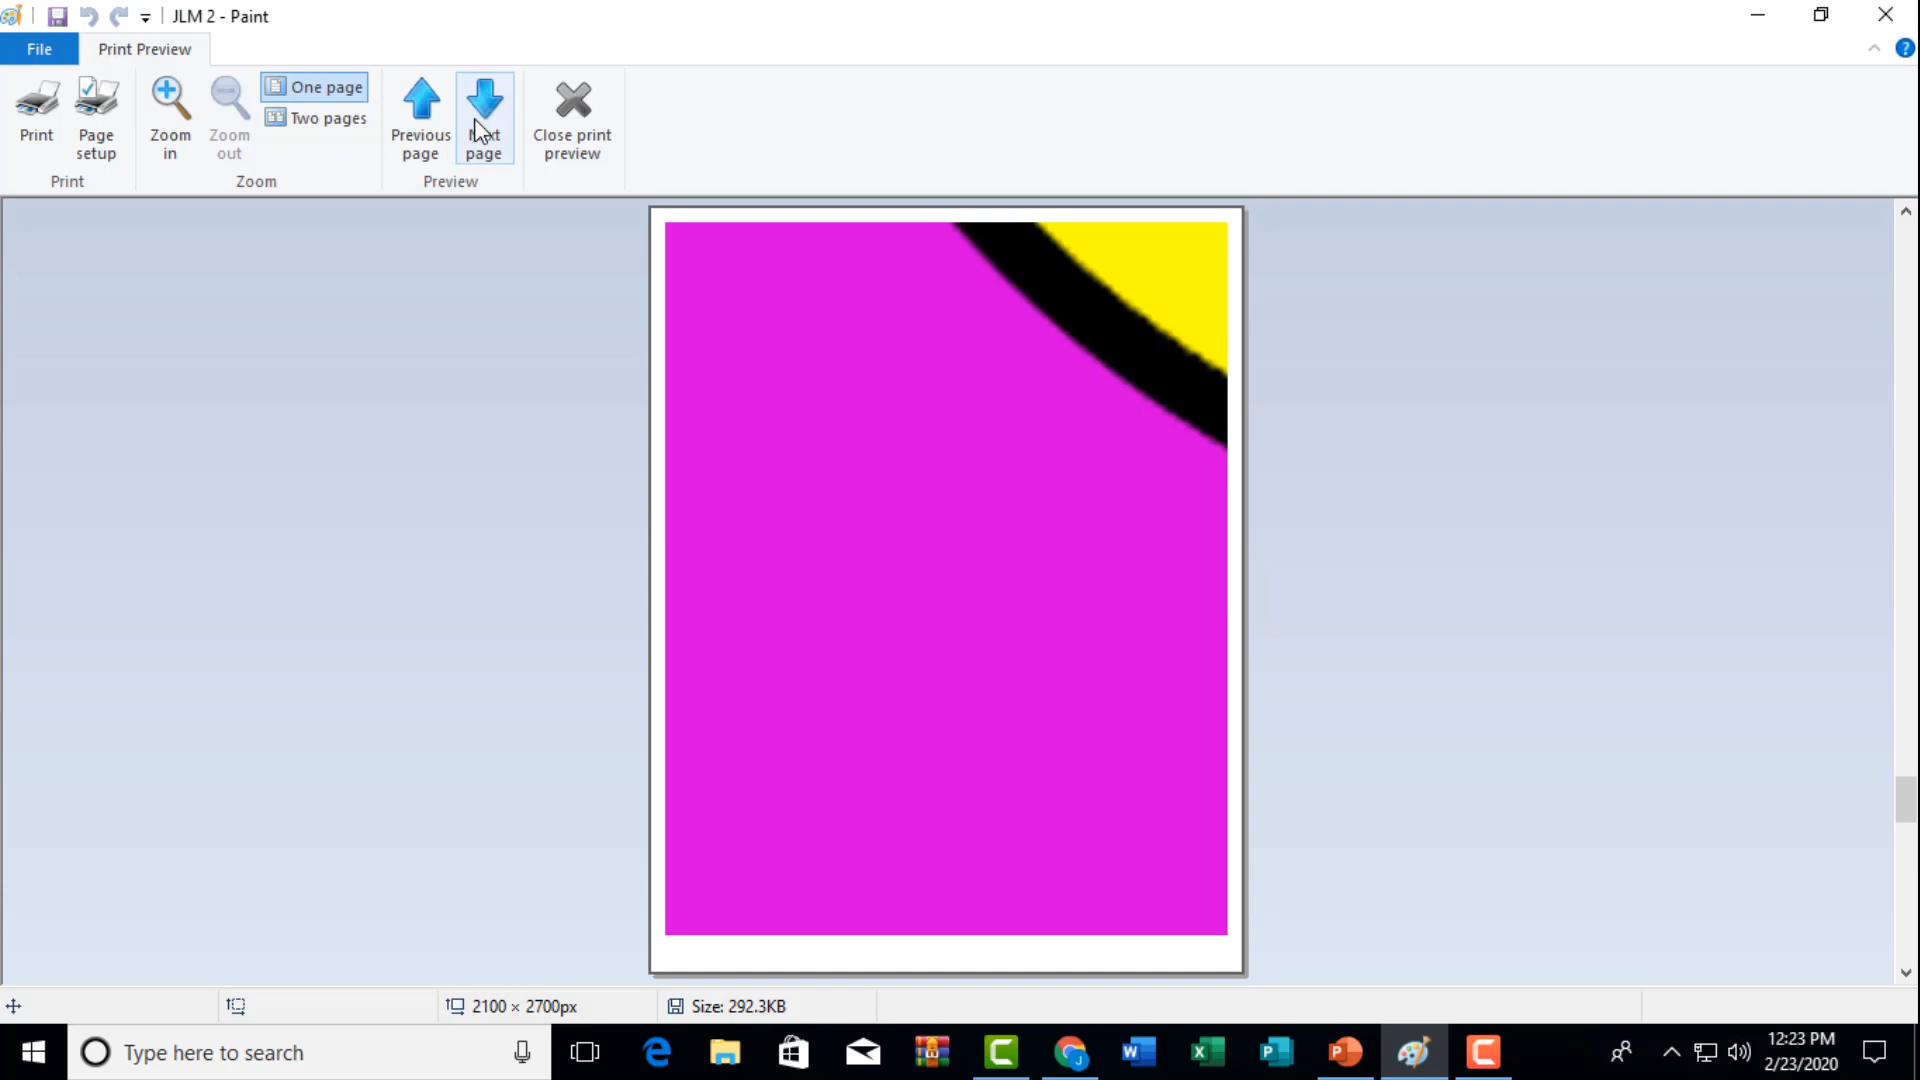 JLM 2 - Paint
File
Print Preview
Print
Page setup
Zoom in
Zoom out
One page
Two pages
Previous page
Next page
Close print preview
Print
Zoom
Preview
2100 × 2700px
Size: 292.3KB
Type here to search
12:23 PM
2/23/2020